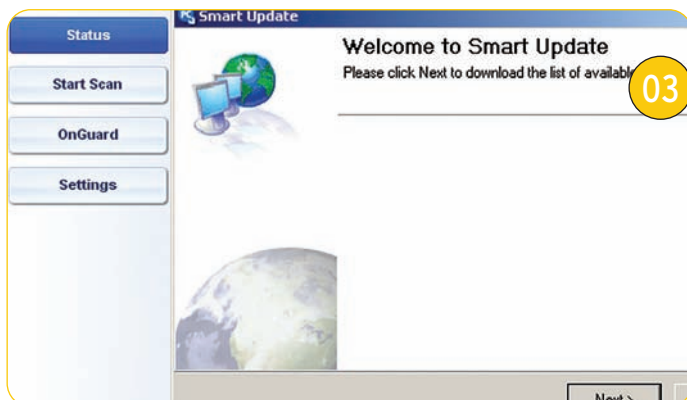 Status
Start Scan
OnGuard
Settings
Smart Update
Welcome to Smart Update
Please click Next to download the list of available
03
Next >